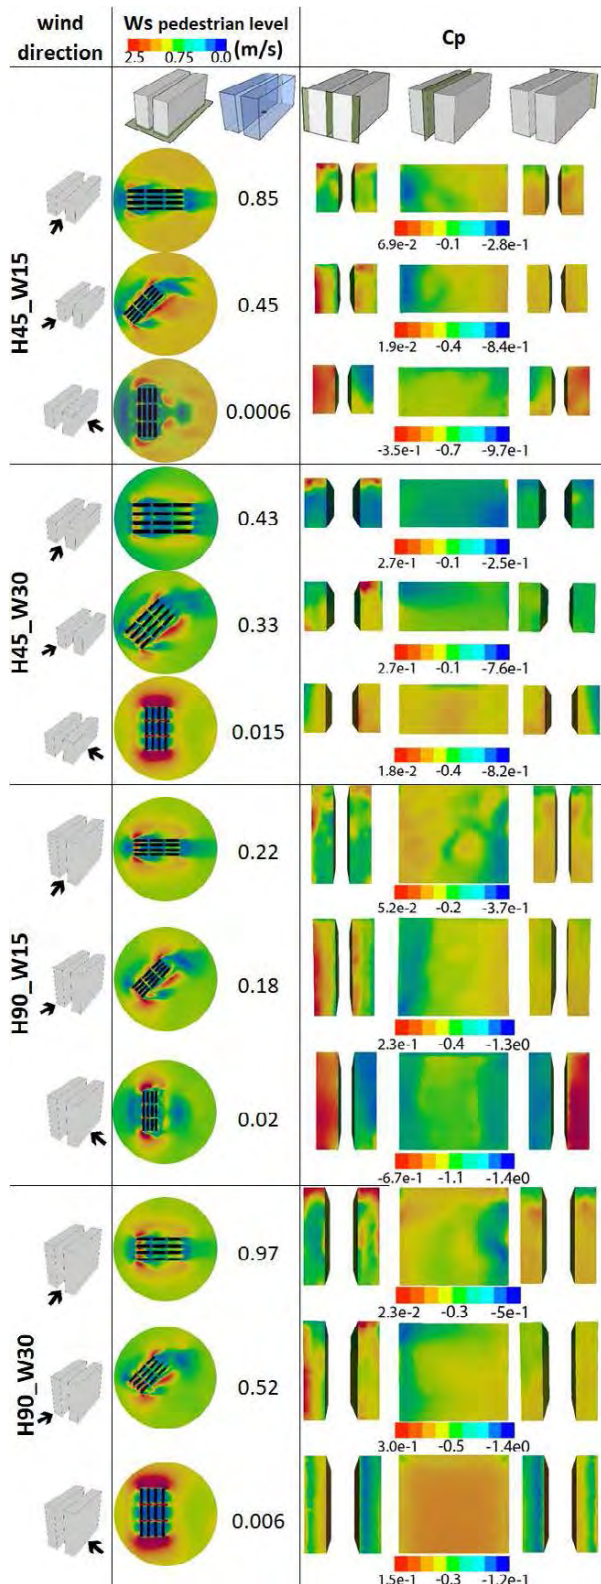 wind direction
Ws pedestrian level (m/s)
2.5 0.75 0.0
Cp
H45_W15
0.85
6.9e-2 -0.1 -2.8e-1
0.45
1.9e-2 -0.4 -8.4e-1
0.0006
-3.5e-1 -0.7 -9.7e-1
H45_W30
0.43
2.7e-1 -0.1 -2.5e-1
0.33
2.7e-1 -0.1 -7.6e-1
0.015
1.8e-2 -0.4 -8.2e-1
H90_W15
0.22
5.2e-2 -0.2 -3.7e-1
0.18
2.3e-1 -0.4 -1.3e0
0.02
-6.7e-1 -1.1 -1.4e0
H90_W30
0.97
2.3e-2 -0.3 -5e-1
0.52
3.0e-1 -0.5 -1.4e0
0.006
1.5e-1 -0.3 -1.2e-1